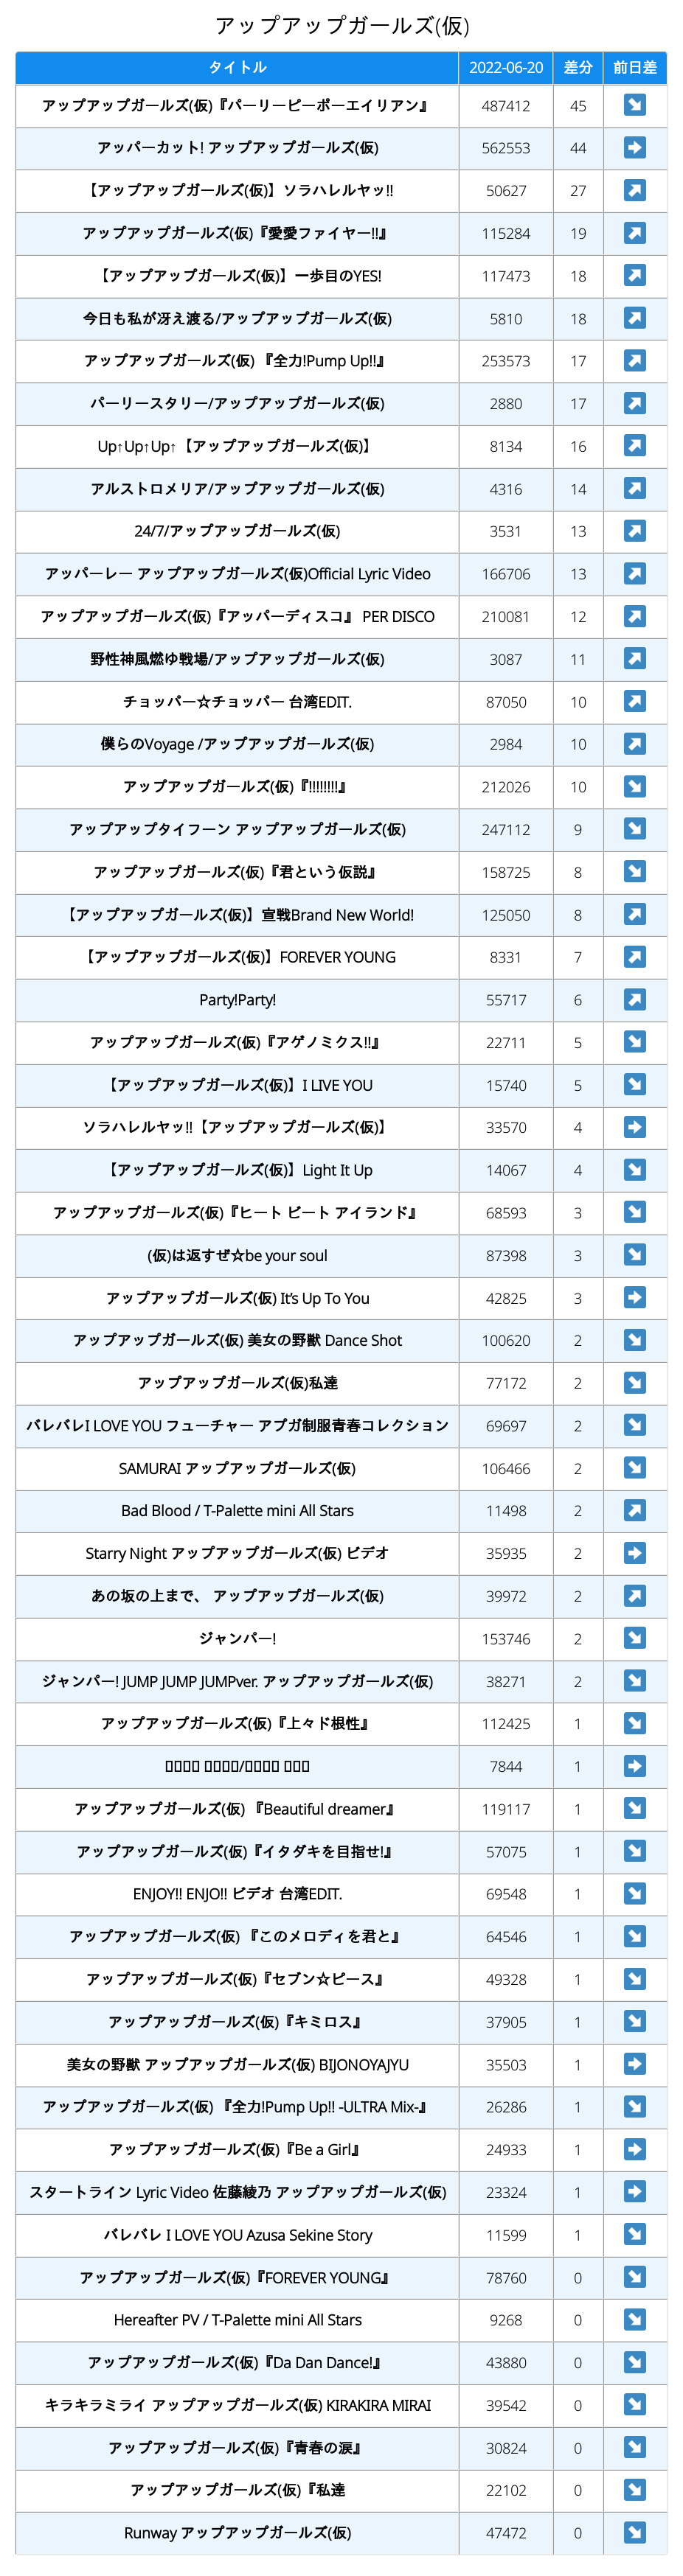 アップアップガールズ(仮)
タイトル 2022-06-20 差分 前日差
アップアップガールズ(仮)『パーリーピーポーエイリアン』 487412 45 ↘
アッパーカット! アップアップガールズ(仮) 562553 44 ➡
【アップアップガールズ(仮)】ソラハレルヤッ!! 50627 27 ↗
アップアップガールズ(仮)『愛愛ファイヤー!!』 115284 19 ↗
【アップアップガールズ(仮)】一歩目のYES! 117473 18 ↗
今日も私が冴え渡る/アップアップガールズ(仮) 5810 18 ↗
アップアップガールズ(仮) 『全力!Pump Up!!』 253573 17 ↗
パーリースタリー/アップアップガールズ(仮) 2880 17 ↗
Up↑Up↑Up↑【アップアップガールズ(仮)】 8134 16 ↗
アルストロメリア/アップアップガールズ(仮) 4316 14 ↗
24/7/アップアップガールズ(仮) 3531 13 ↗
アッパーレー アップアップガールズ(仮)Official Lyric Video 166706 13 ↗
アップアップガールズ(仮)『アッパーディスコ』 PER DISCO 210081 12 ↗
野性神風燃ゆ戦場/アップアップガールズ(仮) 3087 11 ↗
チョッパー☆チョッパー 台湾EDIT. 87050 10 ↗
僕らのVoyage /アップアップガールズ(仮) 2984 10 ↗
アップアップガールズ(仮)『!!!!!!!!』 212026 10 ↘
アップアップタイフーン アップアップガールズ(仮) 247112 9 ↘
アップアップガールズ(仮)『君という仮説』 158725 8 ↘
【アップアップガールズ(仮)】宣戦Brand New World! 125050 8 ↗
【アップアップガールズ(仮)】FOREVER YOUNG 8331 7 ↗
Party!Party! 55717 6 ↗
アップアップガールズ(仮)『アゲノミクス!!』 22711 5 ↘
【アップアップガールズ(仮)】I LIVE YOU 15740 5 ↘
ソラハレルヤッ!!【アップアップガールズ(仮)】 33570 4 ➡
【アップアップガールズ(仮)】Light It Up 14067 4 ↘
アップアップガールズ(仮)『ヒート ビート アイランド』 68593 3 ↘
(仮)は返すぜ☆be your soul 87398 3 ↘
アップアップガールズ(仮) It's Up To You 42825 3 ➡
アップアップガールズ(仮) 美女の野獣 Dance Shot 100620 2 ↘
アップアップガールズ(仮)私達 77172 2 ↘
バレバレI LOVE YOU フューチャー アプガ制服青春コレクション 69697 2 ↘
SAMURAI アップアップガールズ(仮) 106466 2 ↘
Bad Blood / T-Palette mini All Stars 11498 2 ↗
Starry Night アップアップガールズ(仮) ビデオ 35935 2 ➡
あの坂の上まで、 アップアップガールズ(仮) 39972 2 ↗
ジャンパー! 153746 2 ↘
ジャンパー! JUMP JUMP JUMPver. アップアップガールズ(仮) 38271 2 ↘
アップアップガールズ(仮)『上々ド根性』 112425 1 ↘
7844 1 ➡
アップアップガールズ(仮) 『Beautiful dreamer』 119117 1 ↘
アップアップガールズ(仮)『イタダキを目指せ!』 57075 1 ↘
ENJOY!! ENJO!! ビデオ 台湾EDIT. 69548 1 ↘
アップアップガールズ(仮) 『このメロディを君と』 64546 1 ↘
アップアップガールズ(仮)『セブン☆ピース』 49328 1 ↘
アップアップガールズ(仮)『キミロス』 37905 1 ↘
美女の野獣 アップアップガールズ(仮) BIJONOYAJYU 35503 1 ➡
アップアップガールズ(仮) 『全力!Pump Up!! -ULTRA Mix-』 26286 1 ↘
アップアップガールズ(仮)『Be a Girl』 24933 1 ➡
スタートライン Lyric Video 佐藤綾乃 アップアップガールズ(仮) 23324 1 ➡
バレバレ I LOVE YOU Azusa Sekine Story 11599 1 ↘
アップアップガールズ(仮)『FOREVER YOUNG』 78760 0 ↘
Hereafter PV / T-Palette mini All Stars 9268 0 ↘
アップアップガールズ(仮)『Da Dan Dance!』 43880 0 ↘
キラキラミライ アップアップガールズ(仮) KIRAKIRA MIRAI 39542 0 ↘
アップアップガールズ(仮)『青春の涙』 30824 0 ↘
アップアップガールズ(仮)『私達 22102 0 ↘
Runway アップアップガールズ(仮) 47472 0 ↘